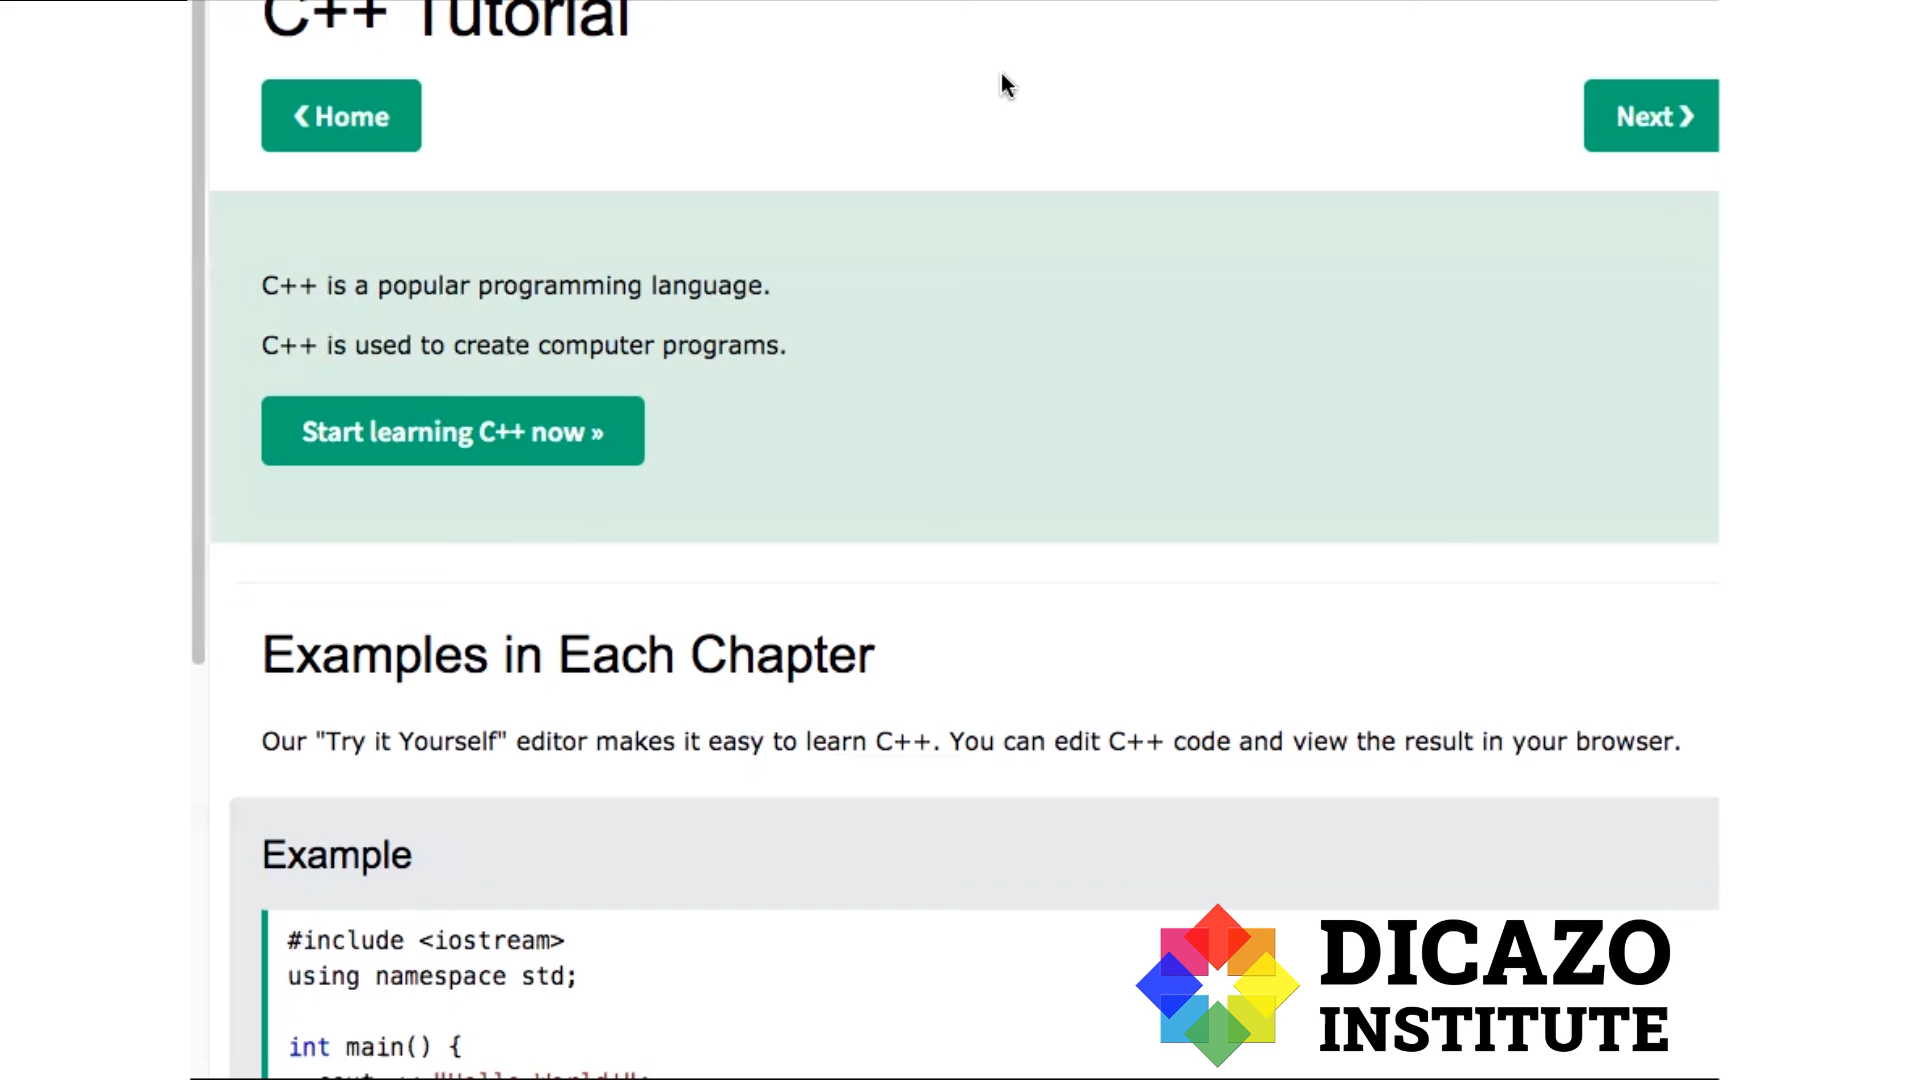 C++ Tutorial
❮ Home
Next ❯
C++ is a popular programming language.
C++ is used to create computer programs.
Start learning C++ now »
Examples in Each Chapter
Our "Try it Yourself" editor makes it easy to learn C++. You can edit C++ code and view the result in your browser.
Example
#include <iostream>
using namespace std;
int main() {
DICAZO
INSTITUTE